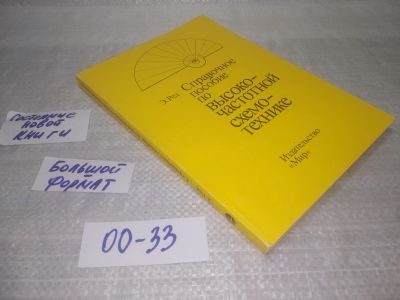 Э. Ред
Справочное
пособие
по
высоко-
частотной
схемо-
технике
Издательство
«Мир»
Состояние
новой
книги
Большой
формат
00-33